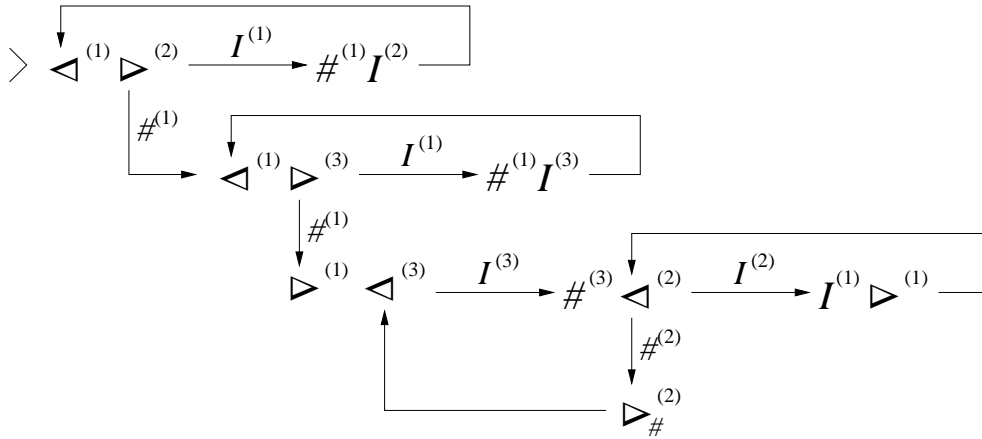 > ◁^(1) ▷^(2) I^(1) #^(1) I^(2)
#^(1)
◁^(1) ▷^(3) I^(1) #^(1) I^(3)
#^(1)
▷^(1) ◁^(3) I^(3) #^(3) ◁^(2) I^(2) I^(1) ▷^(1)
#^(2)
▷_#^(2)